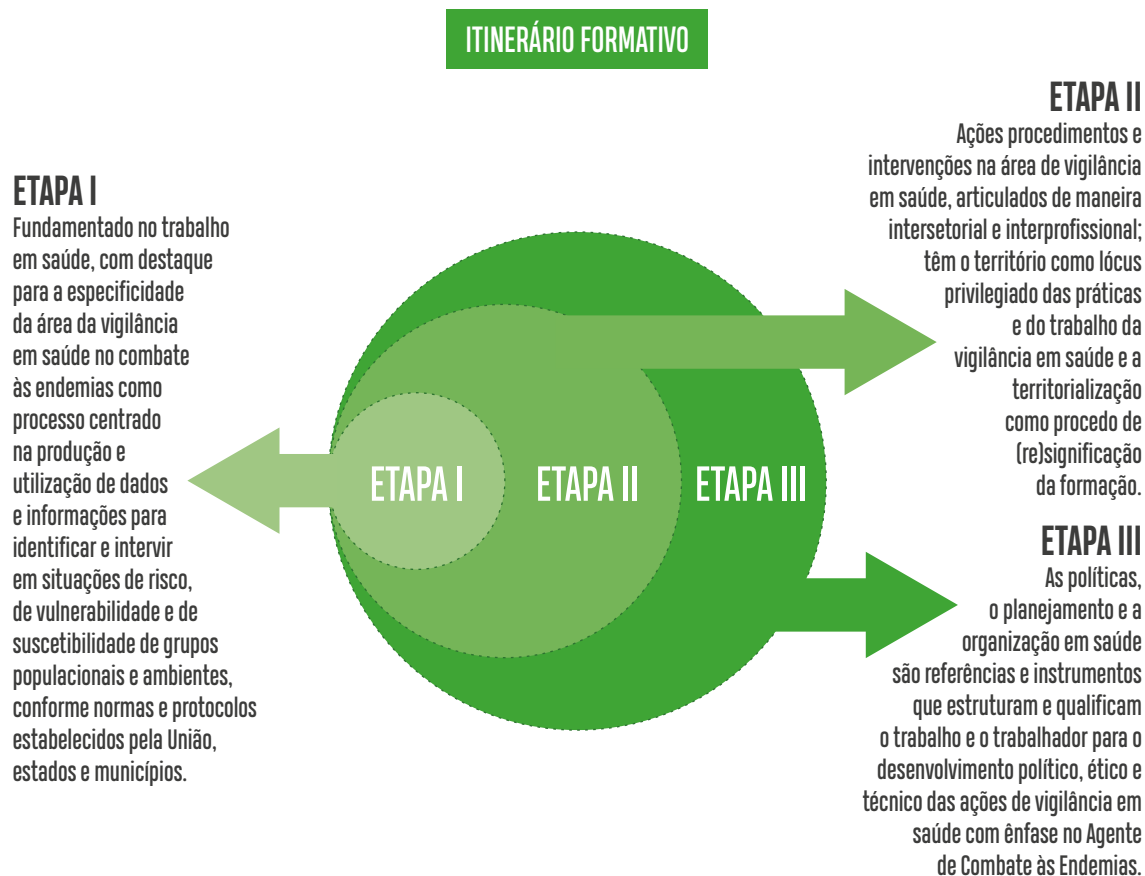 ITINERÁRIO FORMATIVO
ETAPA I
Fundamentado no trabalho
em saúde, com destaque
para a especificidade
da área da vigilância
em saúde no combate
às endemias como
processo centrado
na produção e
utilização de dados
e informações para
identificar e intervir
em situações de risco,
de vulnerabilidade e de
suscetibilidade de grupos
populacionais e ambientes,
conforme normas e protocolos
estabelecidos pela União,
estados e municípios.
ETAPA I
ETAPA II
ETAPA III
ETAPA II
Ações procedimentos e
intervenções na área de vigilância
em saúde, articulados de maneira
intersetorial e interprofissional;
têm o território como lócus
privilegiado das práticas
e do trabalho da
vigilância em saúde e a
territorialização
como procedo de
(re)significação
da formação.
ETAPA III
As políticas,
o planejamento e a
organização em saúde
são referências e instrumentos
que estruturam e qualificam
o trabalho e o trabalhador para o
desenvolvimento político, ético e
técnico das ações de vigilância em
saúde com ênfase no Agente
de Combate às Endemias.